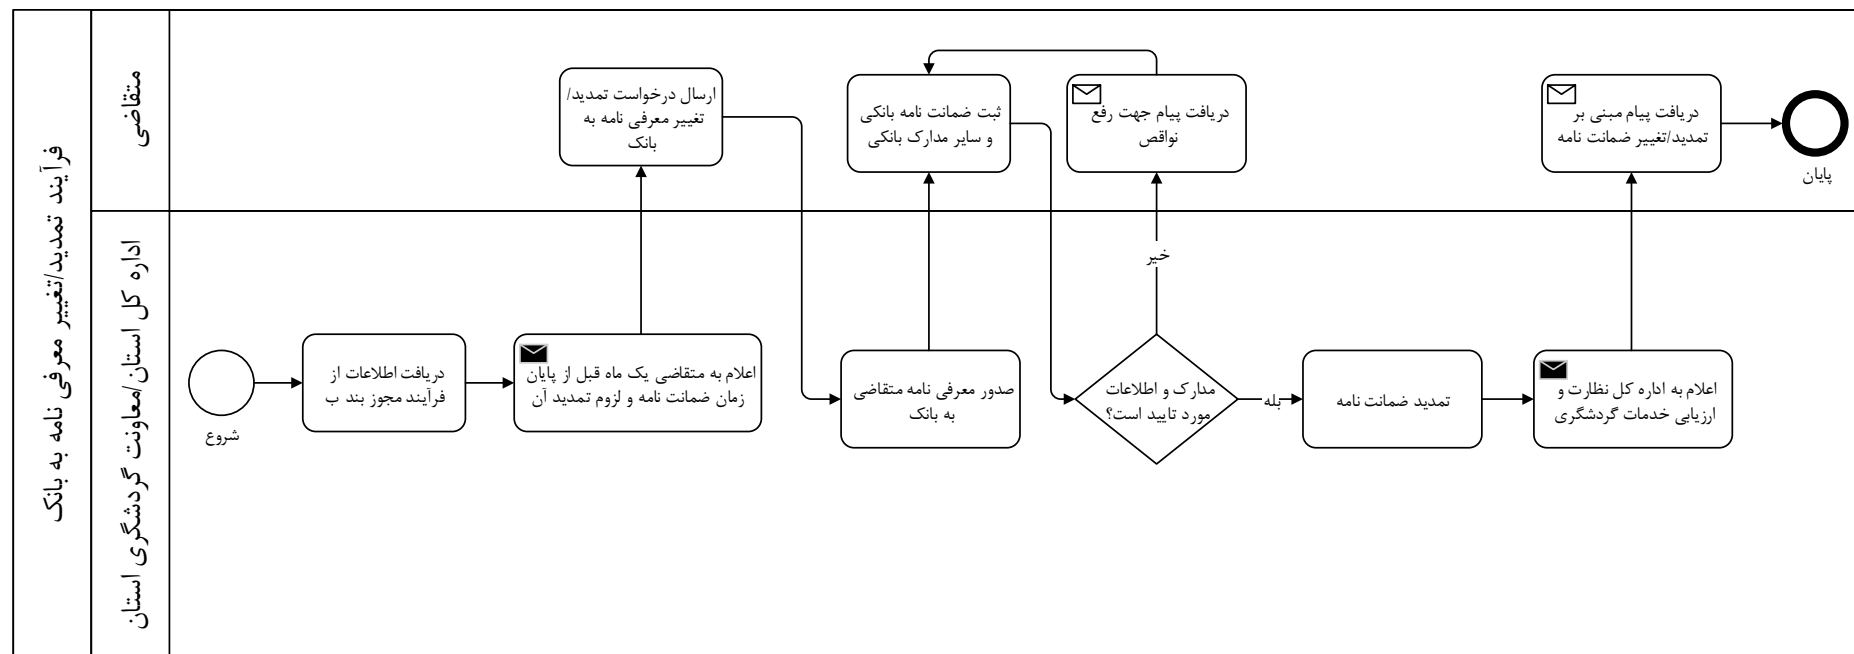 فرآیند تمدید/تغییر معرفی نامه به بانک
متقاضی
ارسال درخواست تمدید/
تغییر معرفی نامه به
بانک
ثبت ضمانت نامه بانکی
و سایر مدارک بانکی
دریافت پیام جهت رفع
نواقص
دریافت پیام مبنی بر
تمدید/تغییر ضمانت نامه
پایان
اداره کل استان/معاونت گردشگری استان
شروع
دریافت اطلاعات از
فرآیند مجوز بند ب
اعلام به متقاضی یک ماه قبل از پایان
زمان ضمانت نامه و لزوم تمدید آن
صدور معرفی نامه متقاضی
به بانک
مدارک و اطلاعات
مورد تایید است؟
خیر
بله
تمدید ضمانت نامه
اعلام به اداره کل نظارت و
ارزیابی خدمات گردشگری